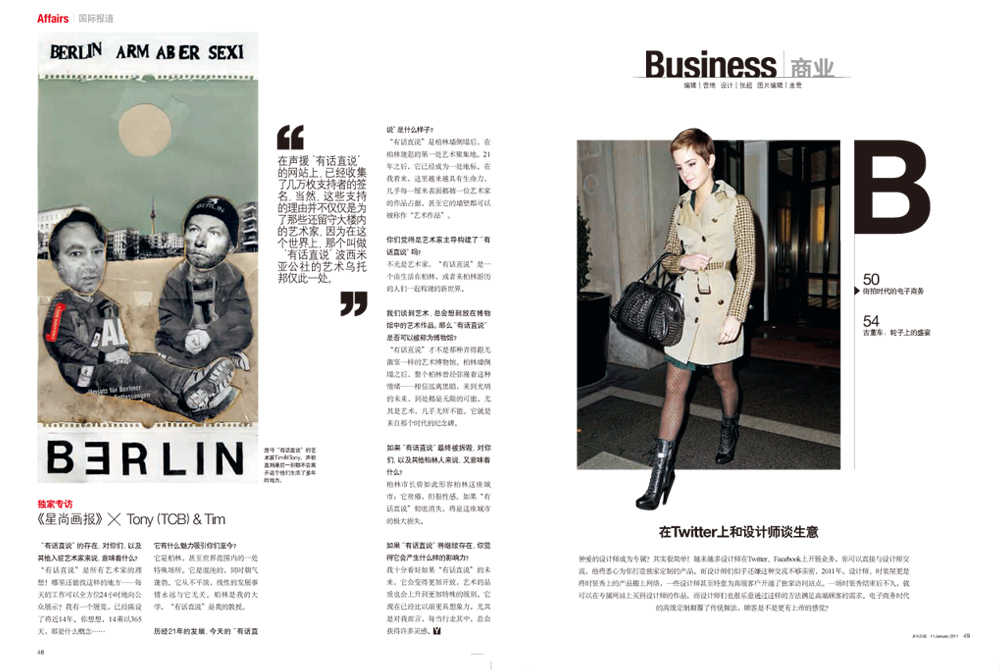 Affairs | 国际报道
BERLIN ARM ABER SEXI
BERLIN
Ansatz für Berliner
BERLIN
“
在声援“有话直说”
的网站上，已经收集
了几万枚支持者的签
名，当然，这些支持
的理由并不仅仅是为
了那些还留守大楼内
的艺术家，因为在这
个世界上，那个叫做
“有话直说”波西米
亚公社的艺术乌托
邦仅此一处。
”
留守“有话直说”的艺
术家Tim和Tony，声称
直到最后一刻都不会离
开这个他们生活了多年
的地方。
独家专访
《星尚画报》× Tony (TCB) & Tim
“有话直说”的存在，对你们，以及
其他入驻艺术家来说，意味着什么？
“有话直说”是所有艺术家的理
想！哪里还能找这样的地方——每
天的工作可以全方位24小时地向公
众展示？我有一个展览，已经陈设
了将近14年。你想想，14乘以365
天，那是什么概念……
它有什么魅力吸引你们至今？
它是柏林，甚至世界范围内的一处
特殊场所。它是混沌的，同时朝气
蓬勃。它从不干淡，线性的发展事
情永远与它无关。柏林是我的大
学，“有话直说”是我的教授。
历经21年的发展，今天的“有话直
说”是什么样子？
“有话直说”是柏林墙倒塌后，在
柏林建起的第一处艺术聚集地。21
年之后，它已经成为一处地标。在
我看来，这里越来越具有生命力，
几乎每一厘米表面都被一位艺术家
的作品占据，甚至它的墙壁都可以
被称作“艺术作品”。
你们觉得是艺术家主导构建了“有
话直说”吗？
不光是艺术家，“有话直说”是一
个由生活在柏林，或者来柏林游历
的人们一起构建的新世界。
我们谈到艺术，总会想到放在博物
馆中的艺术作品，那么“有话直说”
是否可以被称为博物馆？
“有话直说”才不是那种弄得跟无
菌室一样的艺术博物馆。柏林墙倒
塌之后，整个柏林曾经弥漫着这种
情绪——相信远离黑暗，来到光明
的未来，到处都是无限的可能。尤
其是艺术，几乎无所不能。它就是
来自那个时代的纪念碑。
如果“有话直说”最终被拆毁，对你
们，以及其他柏林人来说，又意味着
什么？
柏林市长曾如此形容柏林这座城
市：它贫瘠，但很性感。如果“有
话直说”彻底消失，将是这座城市
的极大损失。
如果“有话直说”将继续存在，你觉
得它会产生什么样的影响力？
我十分看好如果“有话直说”的未
来，它会变得更加开放，艺术的品
质也会上升到更加特殊的级别。它
现在已经比以前更具想象力，尤其
是对我而言，每当行走其中，总会
获得许多灵感。
48
Business | 商业
编辑 | 曹绮 设计 | 张超 图片编辑 | 童莺
B
50
街拍时代的电子商务
54
古董车，轮子上的盛宴
在Twitter上和设计师谈生意
钟爱的设计师成为专属？其实很简单！越来越多设计师在Twitter、Facebook上开展业务，你可以直接与设计师交
流，他将悉心为你打造独家定制的产品。而设计师们似乎还嫌这种交流不够亲密，2011年，设计师、时装屋更是
将时装秀上的产品搬上网络，一些设计师甚至特意为高级客户开通了独家访问站点。一场时装秀结束后不久，就
可以在专属网站上买到设计师的作品。而设计师们也很乐意通过这样的方法满足高端顾客的需求。电子商务时代
的高级定制颠覆了传统做法，顾客是不是更有上帝的感觉？
星尚画报 11 January 2011 49